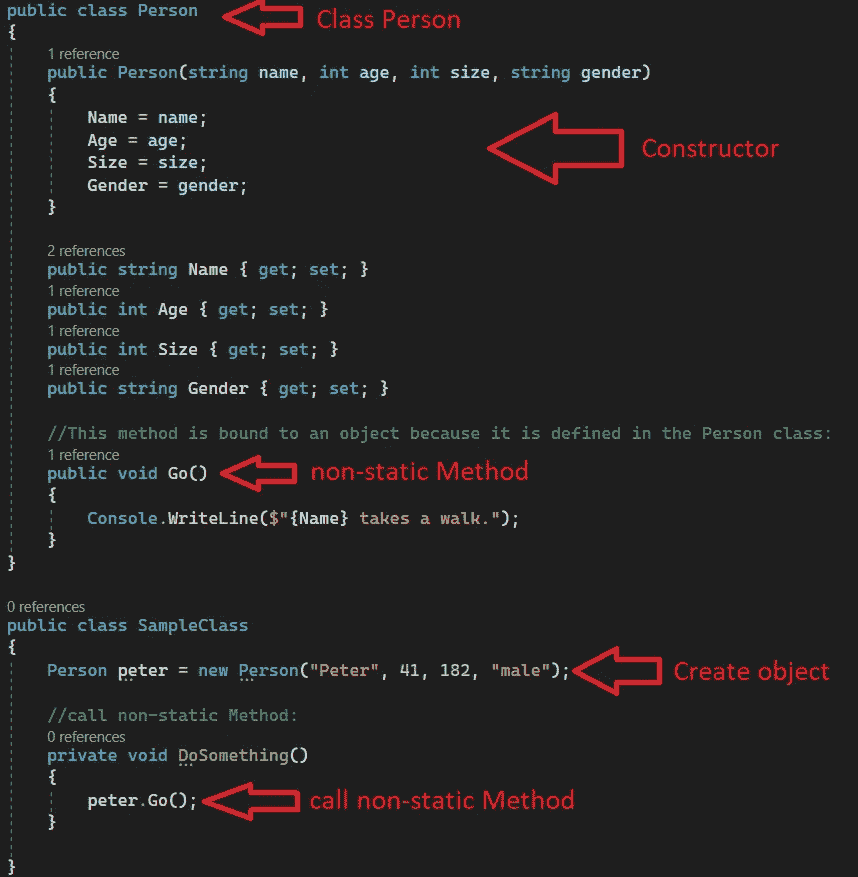 public class Person Class Person
{
1 reference
public Person(string name, int age, int size, string gender)
{
Name = name;
Age = age;
Size = size;
Gender = gender;
Constructor
}
2 references
public string Name { get; set; }
1 reference
public int Age { get; set; }
1 reference
public int Size { get; set; }
1 reference
public string Gender { get; set; }
//This method is bound to an object because it is defined in the Person class:
1 reference
public void Go() non-static Method
{
Console.WriteLine($"{Name} takes a walk.");
}
}
0 references
public class SampleClass
{
Person peter = new Person("Peter", 41, 182, "male"); Create object
//call non-static Method:
0 references
private void DoSomething()
{
peter.Go(); call non-static Method
}
}